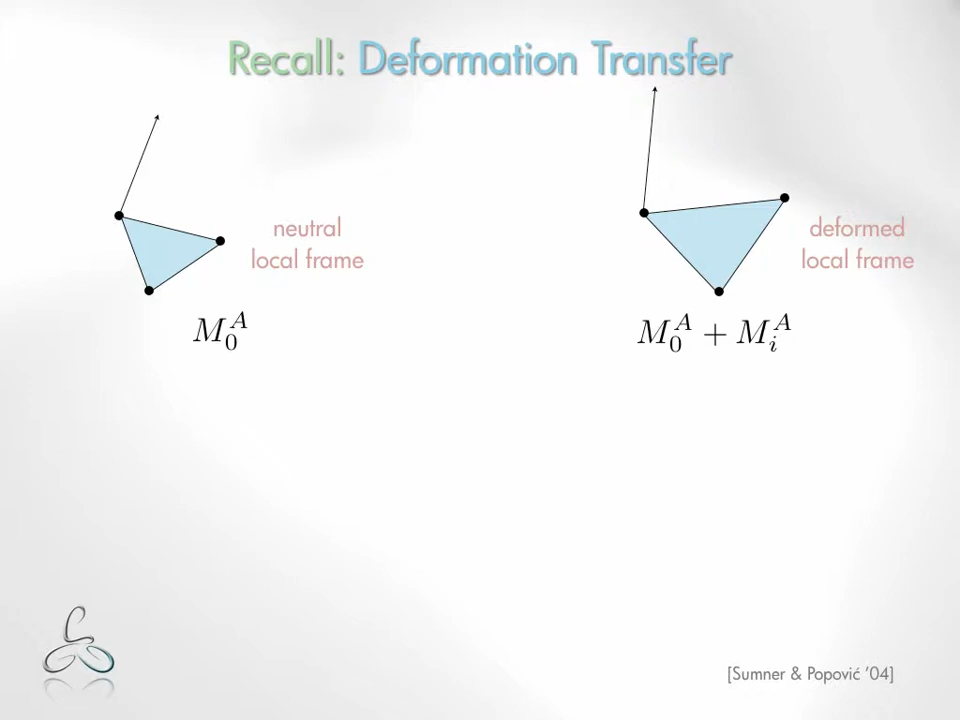 Recall: Deformation Transfer
neutral
local frame
deformed
local frame
M_0^A
M_0^A + M_i^A
[Sumner & Popović '04]